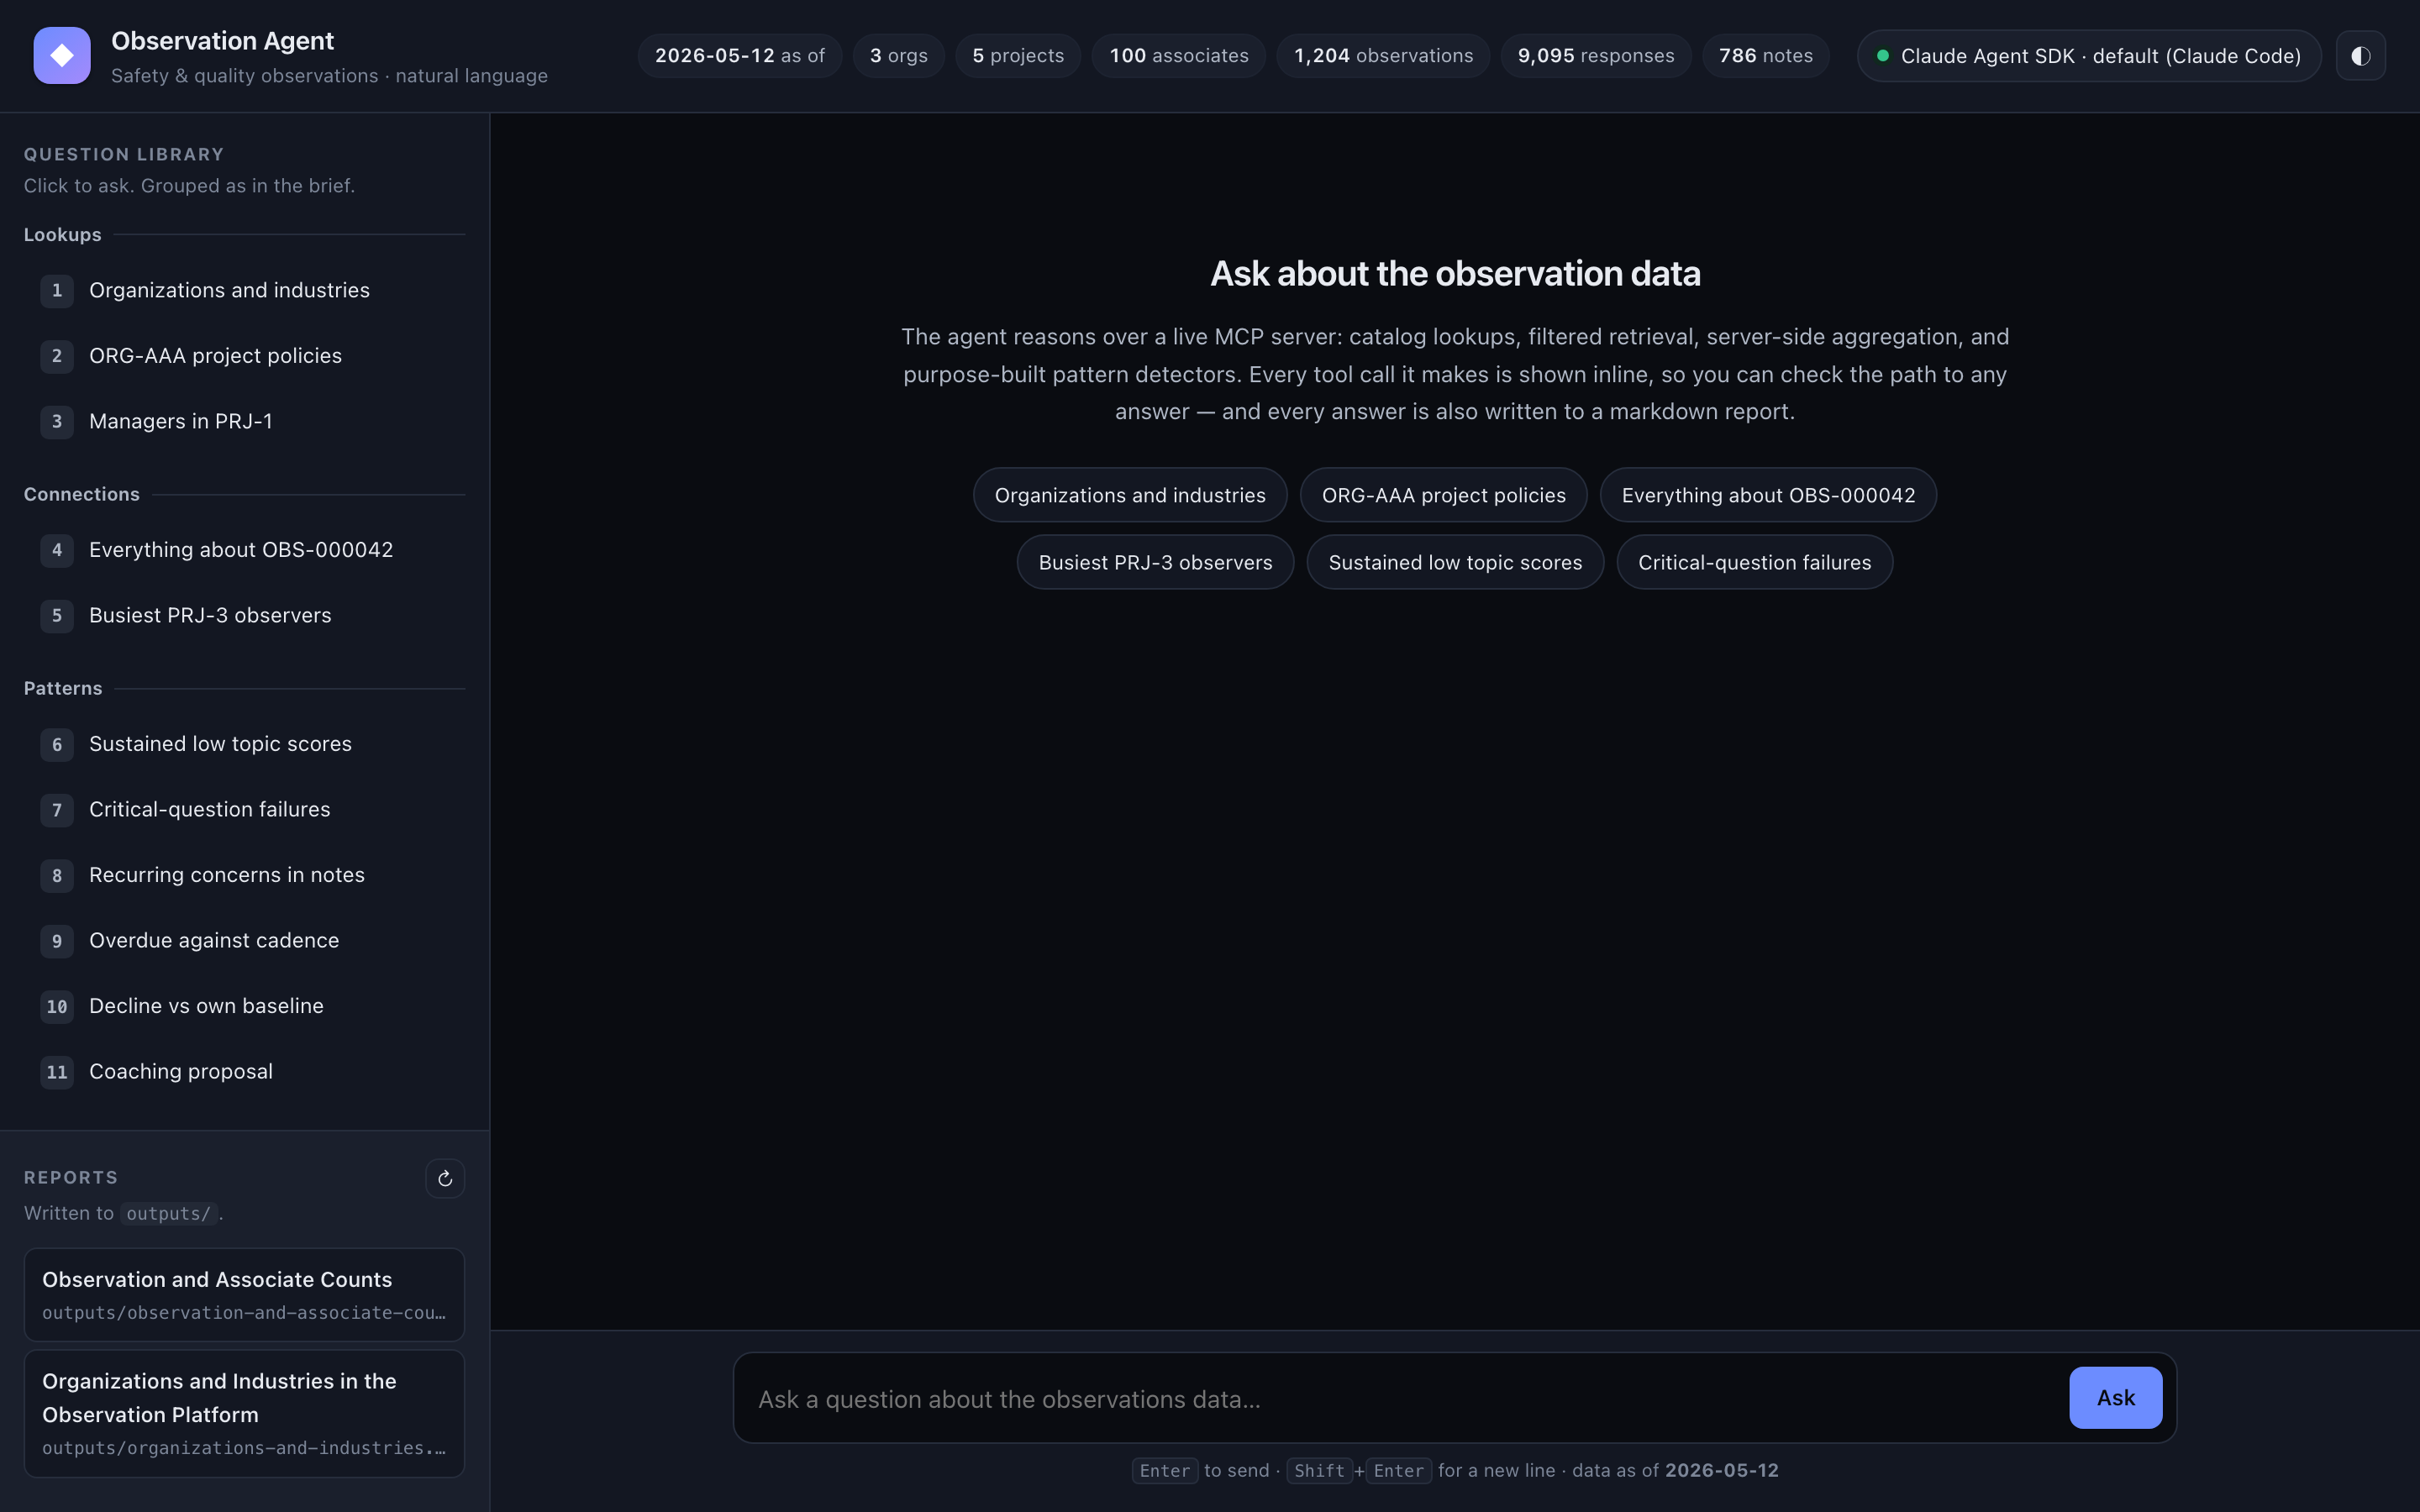 Observation Agent
Safety & quality observations · natural language
2026-05-12 as of
3 orgs
5 projects
100 associates
1,204 observations
9,095 responses
786 notes
Claude Agent SDK · default (Claude Code)
QUESTION LIBRARY
Click to ask. Grouped as in the brief.
Lookups
1 Organizations and industries
2 ORG-AAA project policies
3 Managers in PRJ-1
Connections
4 Everything about OBS-000042
5 Busiest PRJ-3 observers
Patterns
6 Sustained low topic scores
7 Critical-question failures
8 Recurring concerns in notes
9 Overdue against cadence
10 Decline vs own baseline
11 Coaching proposal
REPORTS
Written to outputs/.
Observation and Associate Counts
outputs/observation-and-associate-cou…
Organizations and Industries in the
Observation Platform
outputs/organizations-and-industries.…
Ask about the observation data
The agent reasons over a live MCP server: catalog lookups, filtered retrieval, server-side aggregation, and
purpose-built pattern detectors. Every tool call it makes is shown inline, so you can check the path to any
answer — and every answer is also written to a markdown report.
Organizations and industries
ORG-AAA project policies
Everything about OBS-000042
Busiest PRJ-3 observers
Sustained low topic scores
Critical-question failures
Ask a question about the observations data…
Ask
Enter to send · Shift+Enter for a new line · data as of 2026-05-12